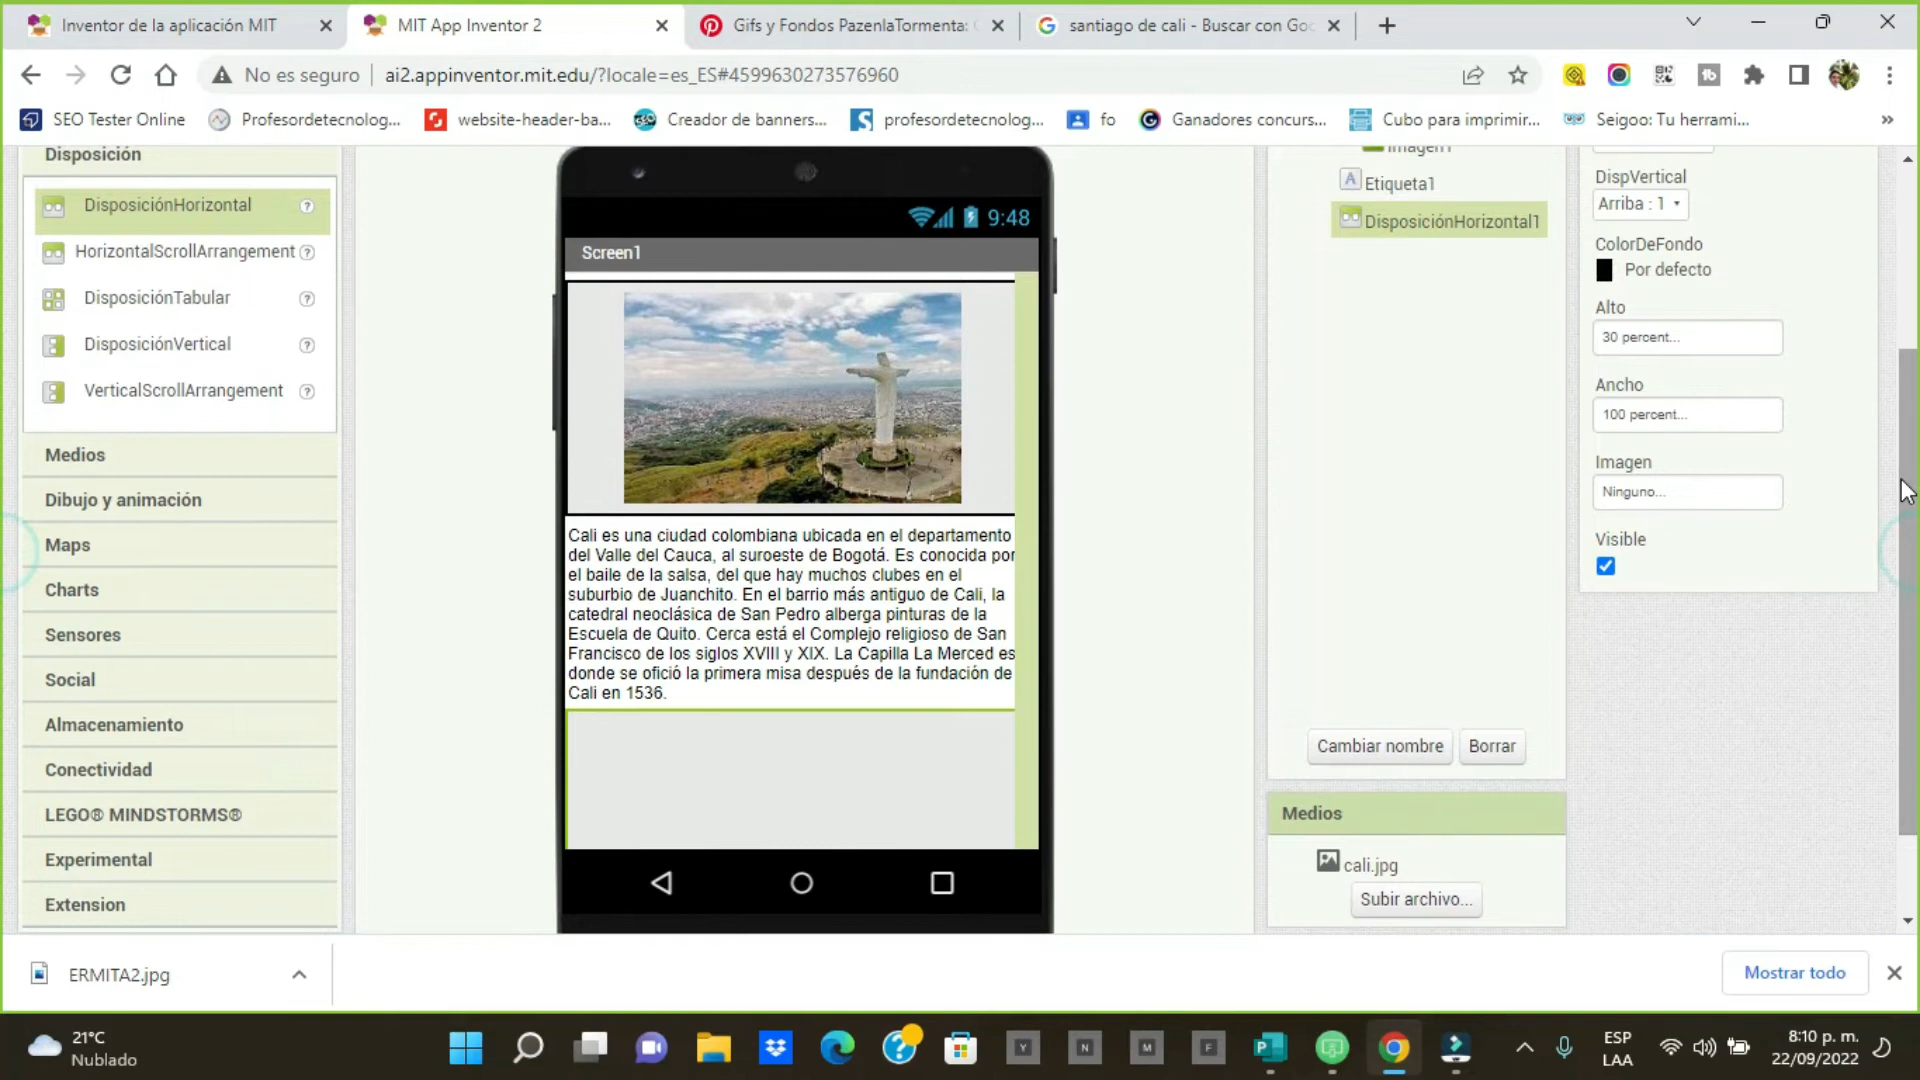 Inventor de la aplicación MIT
MIT App Inventor 2
Gifs y Fondos PazenlaTormenta:
santiago de cali - Buscar con Goo
No es seguro
ai2.appinventor.mit.edu/?locale=es_ES#4599630273576960
SEO Tester Online
Profesordetecnolog...
website-header-ba...
Creador de banners...
profesordetecnolog...
fo
Ganadores concurs...
Cubo para imprimir...
Seigoo: Tu herrami...
»
Disposición
DisposiciónHorizontal
HorizontalScrollArrangement
DisposiciónTabular
DisposiciónVertical
VerticalScrollArrangement
Medios
Dibujo y animación
Maps
Charts
Sensores
Social
Almacenamiento
Conectividad
LEGO® MINDSTORMS®
Experimental
Extension
9:48
Screen1
Cali es una ciudad colombiana ubicada en el departamento
del Valle del Cauca, al suroeste de Bogotá. Es conocida por
el baile de la salsa, del que hay muchos clubes en el
suburbio de Juanchito. En el barrio más antiguo de Cali, la
catedral neoclásica de San Pedro alberga pinturas de la
Escuela de Quito. Cerca está el Complejo religioso de San
Francisco de los siglos XVIII y XIX. La Capilla La Merced es
donde se ofició la primera misa después de la fundación de
Cali en 1536.
Imagen1
Etiqueta1
DisposiciónHorizontal1
Cambiar nombre
Borrar
Medios
cali.jpg
Subir archivo...
DispVertical
Arriba : 1
ColorDeFondo
Por defecto
Alto
30 percent...
Ancho
100 percent...
Imagen
Ninguno...
Visible
ERMITA2.jpg
Mostrar todo
21°C
Nublado
ESP
LAA
8:10 p. m.
22/09/2022